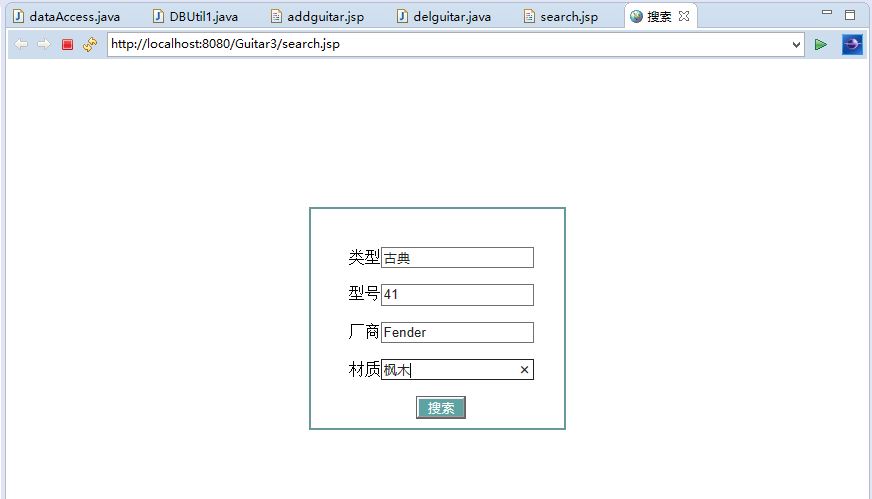 dataAccess.java DBUtil1.java addguitar.jsp delguitar.java search.jsp 搜索
http://localhost:8080/Guitar3/search.jsp
类型 古典
型号 41
厂商 Fender
材质 枫木
搜索